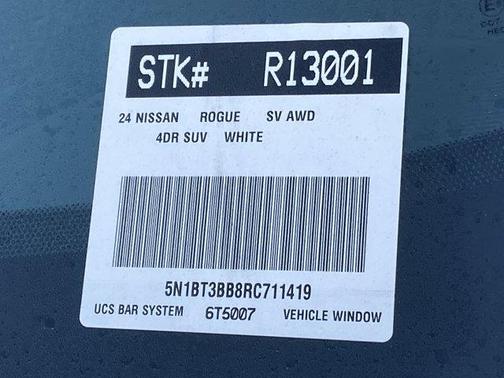 STK# R13001
24 NISSAN ROGUE SV AWD
4DR SUV WHITE
5N1BT3BB8RC711419
UCS BAR SYSTEM 6T5007 VEHICLE WINDOW